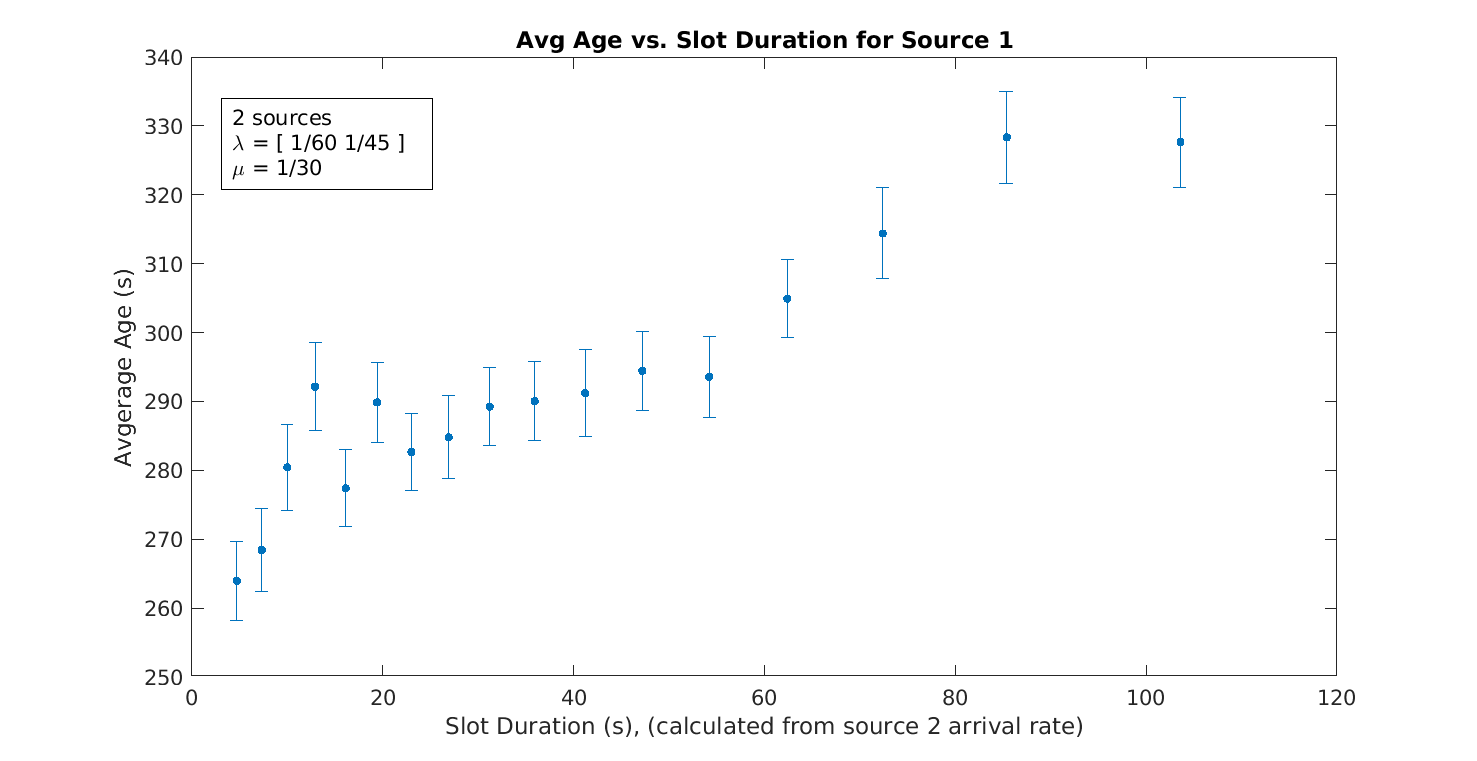 Avg Age vs. Slot Duration for Source 1
340
330
320
310
300
290
280
270
260
250
2 sources
λ = [ 1/60 1/45 ]
μ = 1/30
Avgerage Age (s)
0 20 40 60 80 100 120
Slot Duration (s), (calculated from source 2 arrival rate)